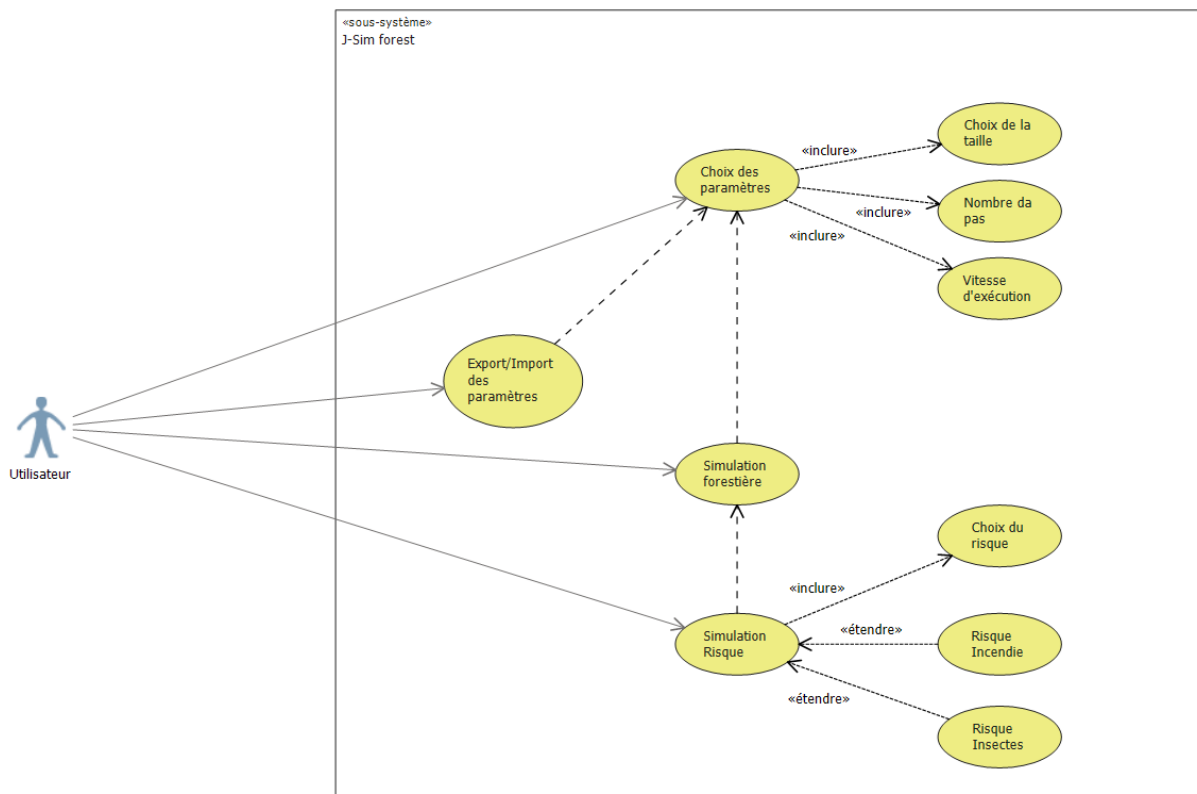 «sous-système»
J-Sim forest
Choix de la
taille
«inclure»
Choix des
paramètres
Nombre da
pas
«inclure»
«inclure»
Vitesse
d'exécution
Export/Import
des
paramètres
Utilisateur
Simulation
forestière
Choix du
risque
«inclure»
Simulation
Risque
«étendre»
Risque
Incendie
«étendre»
Risque
Insectes